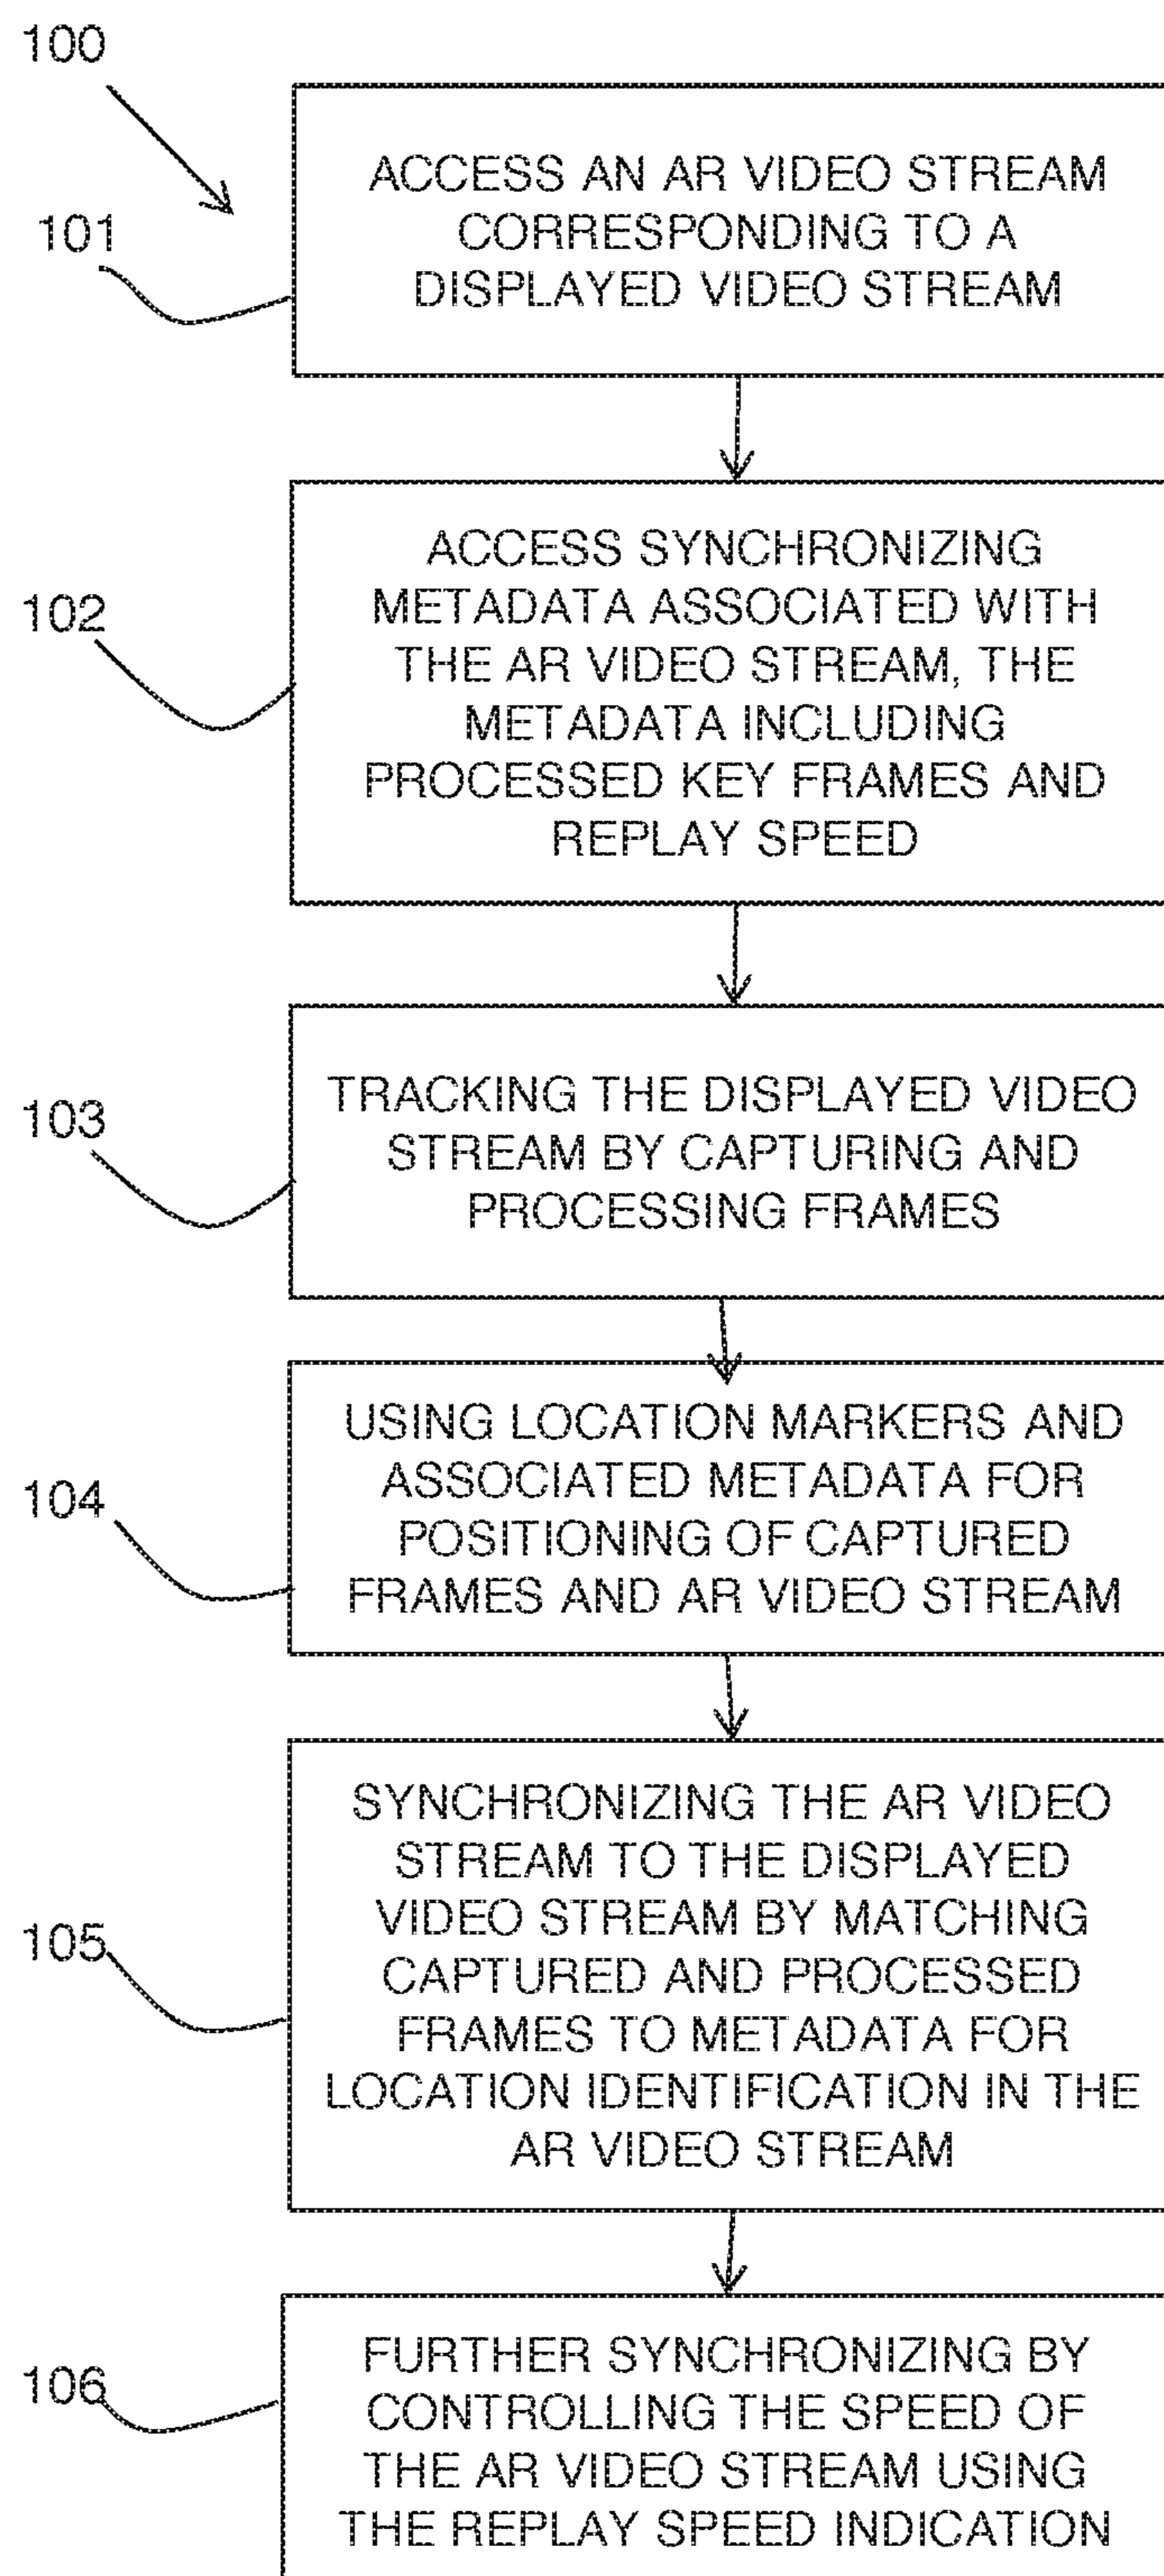 100
101
ACCESS AN AR VIDEO STREAM
CORRESPONDING TO A
DISPLAYED VIDEO STREAM
102
ACCESS SYNCHRONIZING
METADATA ASSOCIATED WITH
THE AR VIDEO STREAM, THE
METADATA INCLUDING
PROCESSED KEY FRAMES AND
REPLAY SPEED
103
TRACKING THE DISPLAYED VIDEO
STREAM BY CAPTURING AND
PROCESSING FRAMES
104
USING LOCATION MARKERS AND
ASSOCIATED METADATA FOR
POSITIONING OF CAPTURED
FRAMES AND AR VIDEO STREAM
105
SYNCHRONIZING THE AR VIDEO
STREAM TO THE DISPLAYED
VIDEO STREAM BY MATCHING
CAPTURED AND PROCESSED
FRAMES TO METADATA FOR
LOCATION IDENTIFICATION IN THE
AR VIDEO STREAM
106
FURTHER SYNCHRONIZING BY
CONTROLLING THE SPEED OF
THE AR VIDEO STREAM USING
THE REPLAY SPEED INDICATION